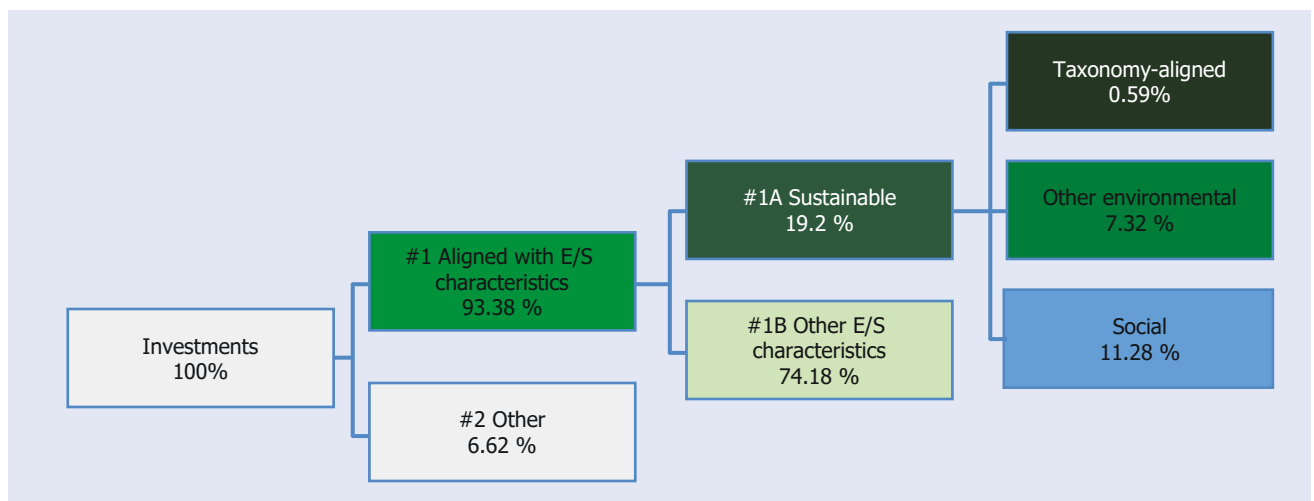 Investments
100%
#1 Aligned with E/S
characteristics
93.38 %
#2 Other
6.62 %
#1A Sustainable
19.2 %
#1B Other E/S
characteristics
74.18 %
Taxonomy-aligned
0.59%
Other environmental
7.32 %
Social
11.28 %